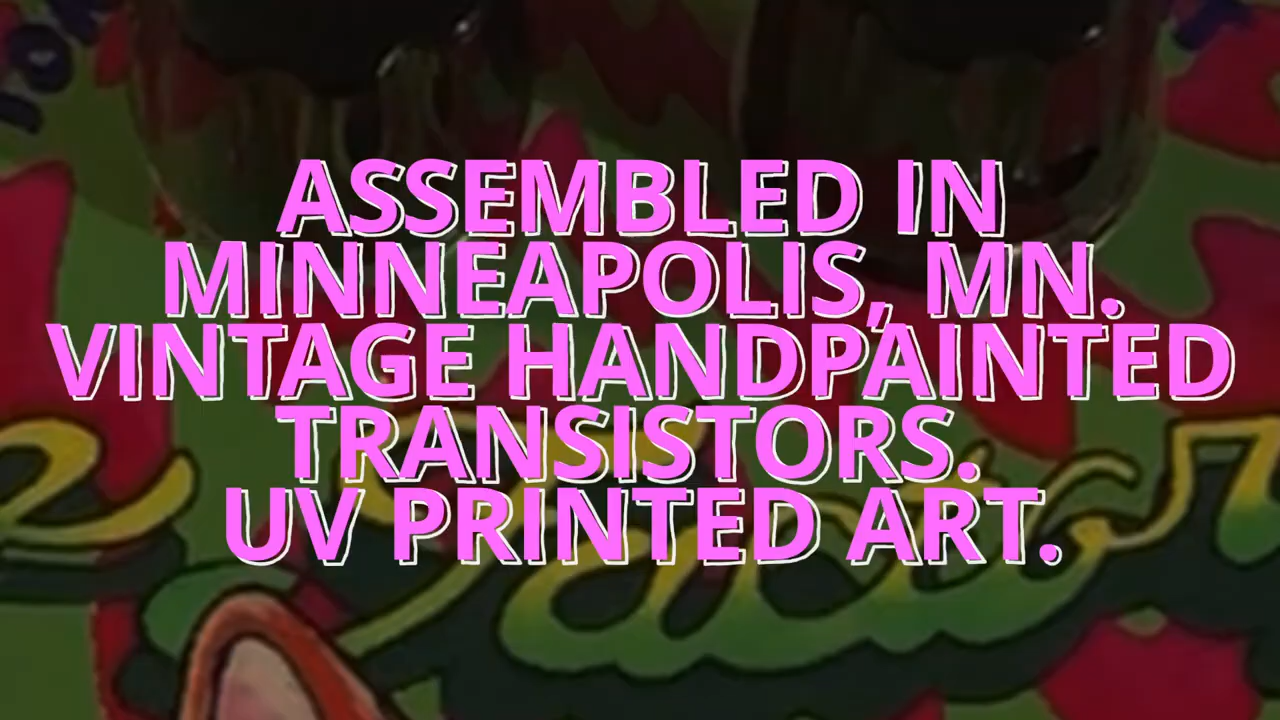 ASSEMBLED IN
MINNEAPOLIS, MN.
VINTAGE HANDPAINTED
TRANSISTORS.
UV PRINTED ART.